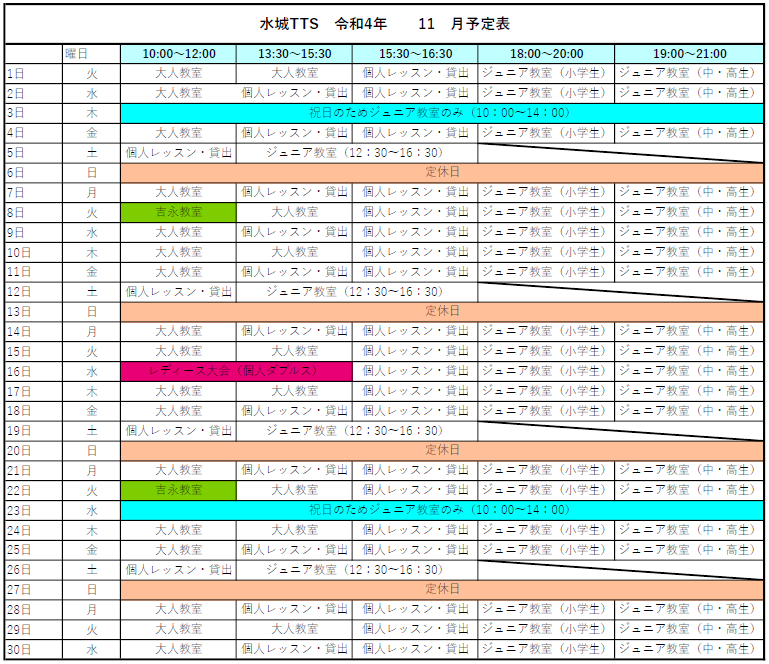 水城TTS　令和4年　　11　月予定表
曜日 10:00～12:00 13:30～15:30 15:30～16:30 18:00～20:00 19:00～21:00
1日 火 大人教室 大人教室 個人レッスン・貸出 ジュニア教室（小学生） ジュニア教室（中・高生）
2日 水 大人教室 個人レッスン・貸出 個人レッスン・貸出 ジュニア教室（小学生） ジュニア教室（中・高生）
3日 木 祝日のためジュニア教室のみ（10：00～14：00）
4日 金 大人教室 個人レッスン・貸出 個人レッスン・貸出 ジュニア教室（小学生） ジュニア教室（中・高生）
5日 土 個人レッスン・貸出 ジュニア教室（12：30～16：30）
6日 日 定休日
7日 月 大人教室 個人レッスン・貸出 個人レッスン・貸出 ジュニア教室（小学生） ジュニア教室（中・高生）
8日 火 吉永教室 大人教室 個人レッスン・貸出 ジュニア教室（小学生） ジュニア教室（中・高生）
9日 水 大人教室 個人レッスン・貸出 個人レッスン・貸出 ジュニア教室（小学生） ジュニア教室（中・高生）
10日 木 大人教室 大人教室 個人レッスン・貸出 ジュニア教室（小学生） ジュニア教室（中・高生）
11日 金 大人教室 個人レッスン・貸出 個人レッスン・貸出 ジュニア教室（小学生） ジュニア教室（中・高生）
12日 土 個人レッスン・貸出 ジュニア教室（12：30～16：30）
13日 日 定休日
14日 月 大人教室 個人レッスン・貸出 個人レッスン・貸出 ジュニア教室（小学生） ジュニア教室（中・高生）
15日 火 大人教室 大人教室 個人レッスン・貸出 ジュニア教室（小学生） ジュニア教室（中・高生）
16日 水 レディース大会（個人ダブルス） 個人レッスン・貸出 ジュニア教室（小学生） ジュニア教室（中・高生）
17日 木 大人教室 大人教室 個人レッスン・貸出 ジュニア教室（小学生） ジュニア教室（中・高生）
18日 金 大人教室 個人レッスン・貸出 個人レッスン・貸出 ジュニア教室（小学生） ジュニア教室（中・高生）
19日 土 個人レッスン・貸出 ジュニア教室（12：30～16：30）
20日 日 定休日
21日 月 大人教室 個人レッスン・貸出 個人レッスン・貸出 ジュニア教室（小学生） ジュニア教室（中・高生）
22日 火 吉永教室 大人教室 個人レッスン・貸出 ジュニア教室（小学生） ジュニア教室（中・高生）
23日 水 祝日のためジュニア教室のみ（10：00～14：00）
24日 木 大人教室 大人教室 個人レッスン・貸出 ジュニア教室（小学生） ジュニア教室（中・高生）
25日 金 大人教室 個人レッスン・貸出 個人レッスン・貸出 ジュニア教室（小学生） ジュニア教室（中・高生）
26日 土 個人レッスン・貸出 ジュニア教室（12：30～16：30）
27日 日 定休日
28日 月 大人教室 個人レッスン・貸出 個人レッスン・貸出 ジュニア教室（小学生） ジュニア教室（中・高生）
29日 火 大人教室 大人教室 個人レッスン・貸出 ジュニア教室（小学生） ジュニア教室（中・高生）
30日 水 大人教室 個人レッスン・貸出 個人レッスン・貸出 ジュニア教室（小学生） ジュニア教室（中・高生）